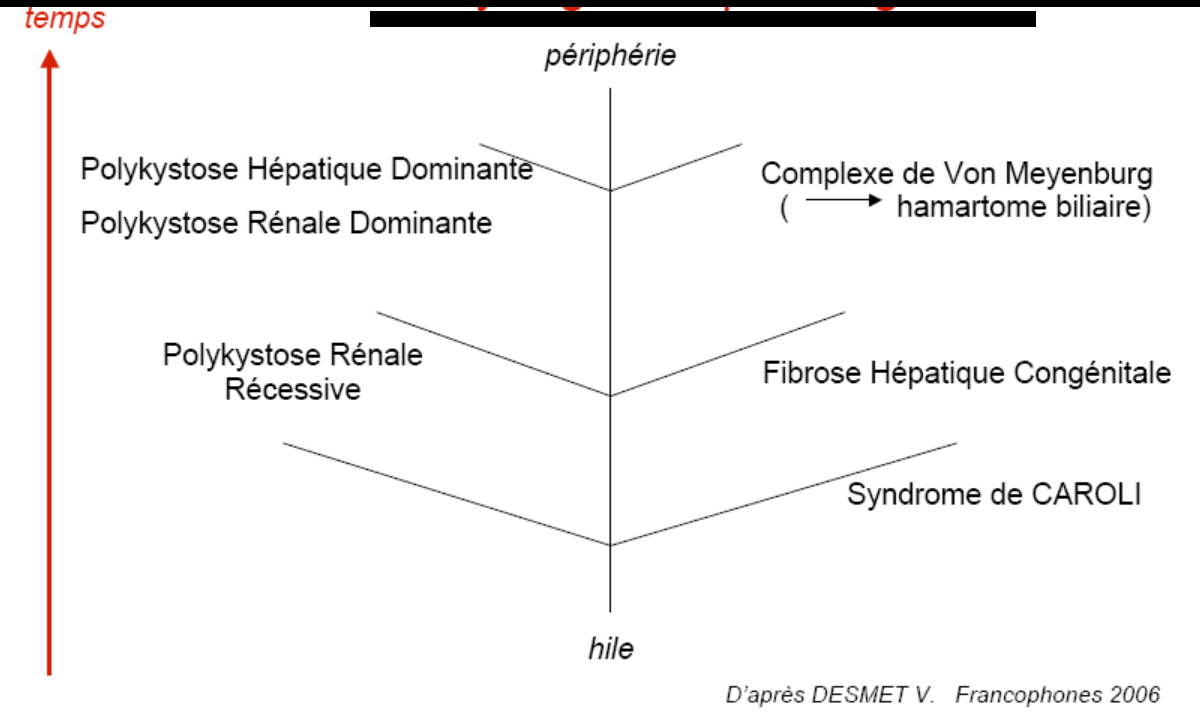 temps
périphérie
Polykystose Hépatique Dominante
Polykystose Rénale Dominante
Complexe de Von Meyenburg
( → hamartome biliaire)
Polykystose Rénale
Récessive
Fibrose Hépatique Congénitale
Syndrome de CAROLI
hile
D'après DESMET V. Francophones 2006